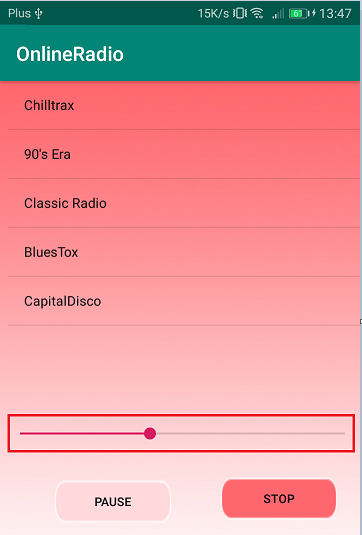 Plus 15K/s 61 13:47
OnlineRadio
Chilltrax
90's Era
Classic Radio
BluesTox
CapitalDisco
PAUSE STOP